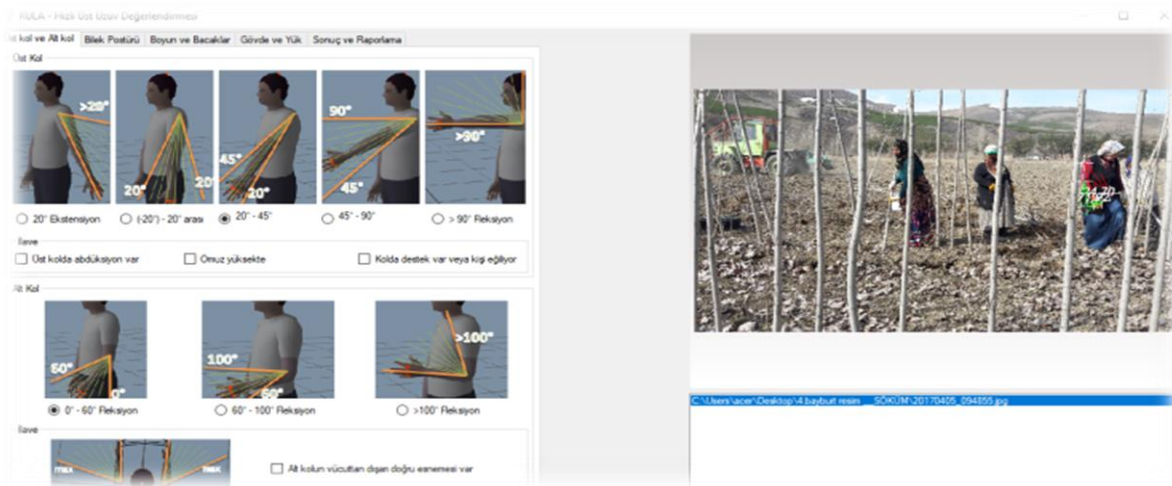 RULA - Hızlı Üst Uzuv Değerlendirmesi
Üst kol ve Alt kol Bilek Postürü Boyun ve Bacaklar Gövde ve Yük Sonuç ve Raporlama
Üst Kol
>20°
20° 20°
45° 20°
90° 45°
>90°
20° Ekstensiyon (-20°) - 20° arası 20° - 45° 45° - 90° > 90° Fleksiyon
İlave
Üst kolda abdüksiyon var Omuz yüksekte Kolda destek var veya kişi eğiliyor
Alt Kol
60° 0°
100° 60°
>100°
0° - 60° Fleksiyon 60° - 100° Fleksiyon >100° Fleksiyon
İlave
max max
Alt kolun vücuttan dışarı doğru esnemesi var
C:\Users\acer\Desktop\4.bayburt resim __SÖKÜM\20170405_094855.jpg